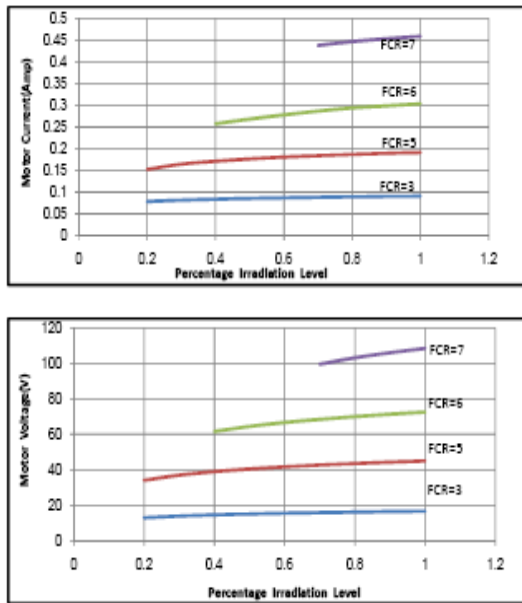 Motor Current(Amp)
0.5
0.45
0.4
0.35
0.3
0.25
0.2
0.15
0.1
0.05
0
FCR=7
FCR=6
FCR=5
FCR=3
0 0.2 0.4 0.6 0.8 1 1.2
Percentage Irradiation Level
Motor Voltage(V)
120
100
80
60
40
20
0
FCR=7
FCR=6
FCR=5
FCR=3
0 0.2 0.4 0.6 0.8 1 1.2
Percentage Irradiation Level